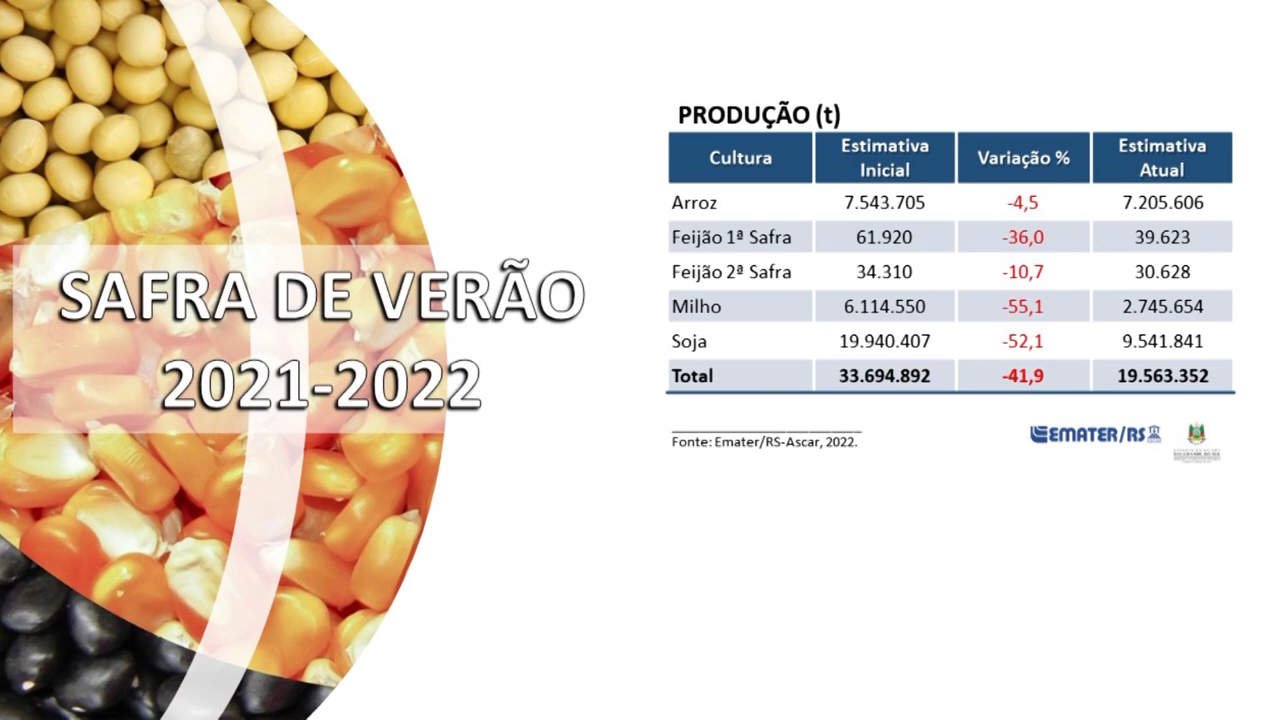 SAFRA DE VERÃO
2021-2022
PRODUÇÃO (t)
Cultura Estimativa Inicial Variação % Estimativa Atual
Arroz 7.543.705 -4,5 7.205.606
Feijão 1ª Safra 61.920 -36,0 39.623
Feijão 2ª Safra 34.310 -10,7 30.628
Milho 6.114.550 -55,1 2.745.654
Soja 19.940.407 -52,1 9.541.841
Total 33.694.892 -41,9 19.563.352
Fonte: Emater/RS-Ascar, 2022.
EMATER/RS